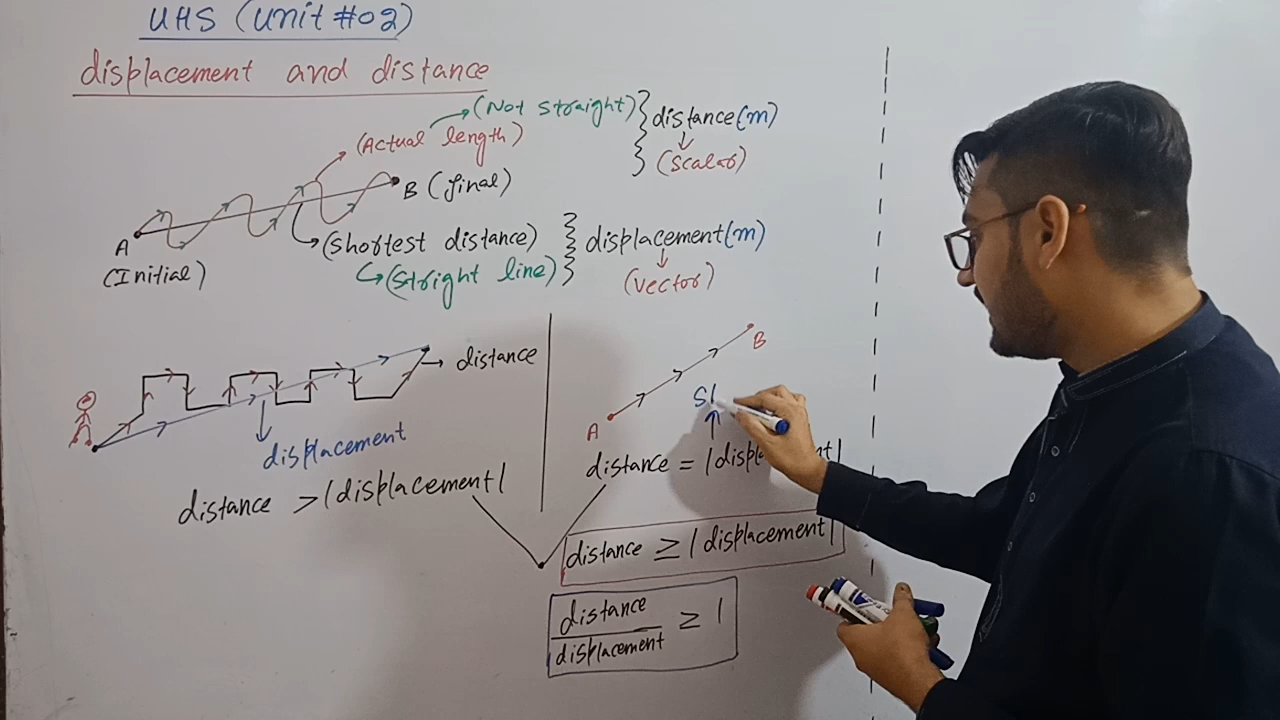 UHS (Unit #02)
displacement and distance
(Not straight)
(Actual length)
distance(m)
(scalar)
B (final)
A
(Initial)
(shortest distance)
(stright line)
displacement(m)
(vector)
distance
displacement
distance > |displacement|
A
B
distance =
distance ≥ |displacement|
distance
displacement
≥ 1